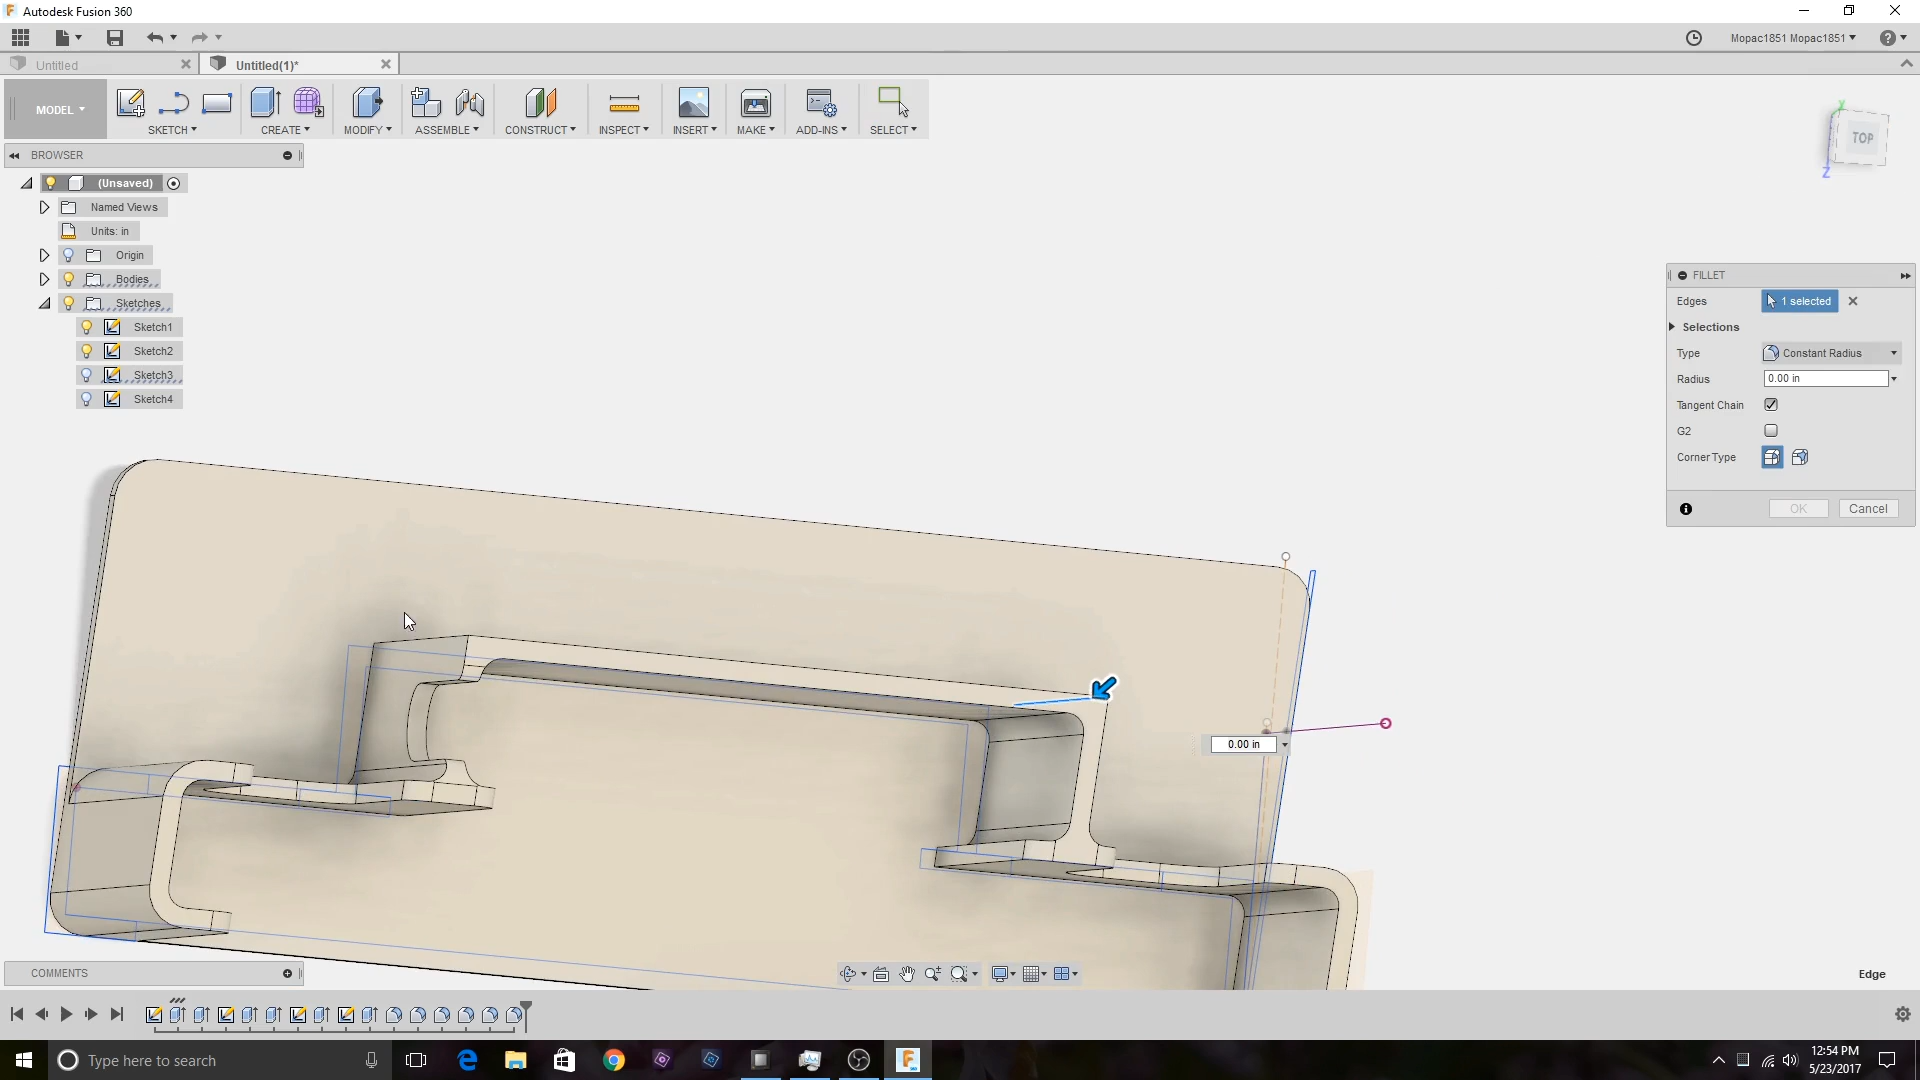 Autodesk Fusion 360
Mopac1851 Mopac1851
Untitled
Untitled(1)*
MODEL
SKETCH
CREATE
MODIFY
ASSEMBLE
CONSTRUCT
INSPECT
INSERT
MAKE
ADD-INS
SELECT
TOP
Y
Z
BROWSER
(Unsaved)
Named Views
Units: in
Origin
Bodies
Sketches
Sketch1
Sketch2
Sketch3
Sketch4
FILLET
Edges
1 selected
Selections
Type
Constant Radius
Radius
0.00 in
Tangent Chain
G2
Corner Type
OK
Cancel
0.00 in
COMMENTS
Edge
Type here to search
12:54 PM
5/23/2017